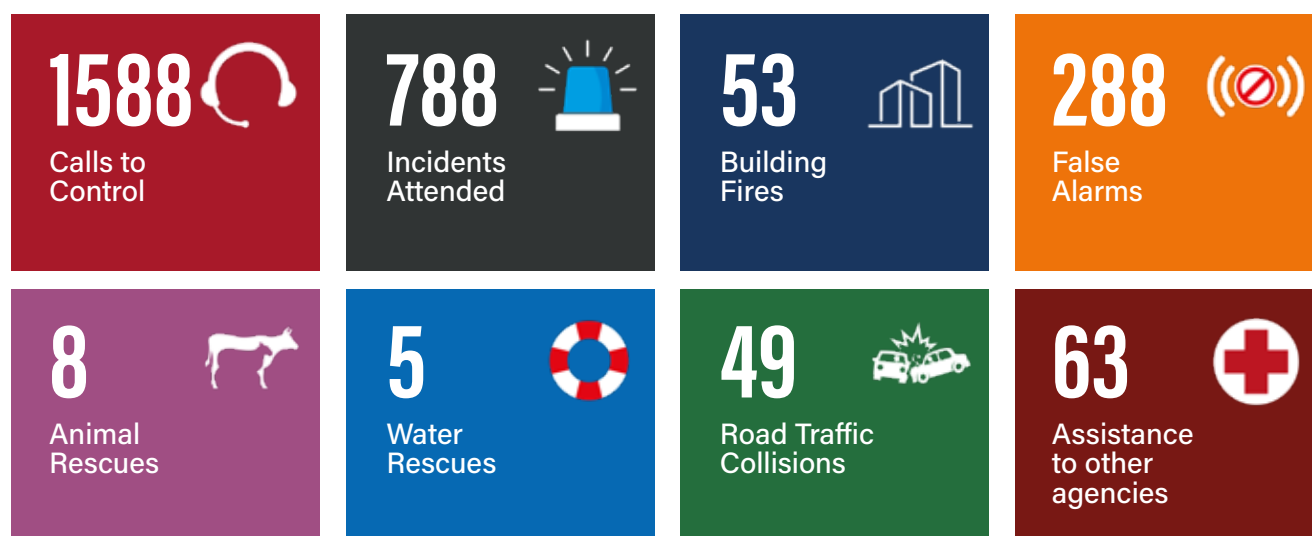 1588
Calls to
Control
788
Incidents
Attended
53
Building
Fires
288
False
Alarms
8
Animal
Rescues
5
Water
Rescues
49
Road Traffic
Collisions
63
Assistance
to other
agencies